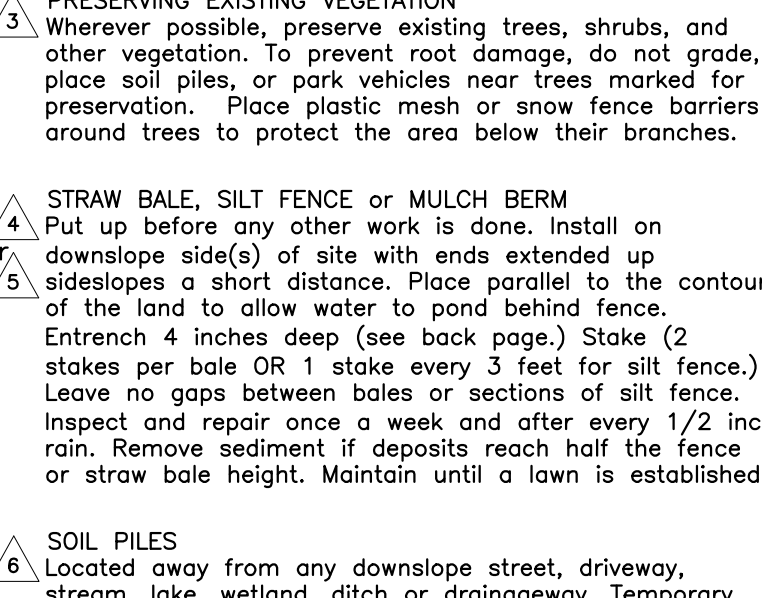 PRESERVING EXISTING VEGETATION
3 Wherever possible, preserve existing trees, shrubs, and
other vegetation. To prevent root damage, do not grade,
place soil piles, or park vehicles near trees marked for
preservation. Place plastic mesh or snow fence barriers
around trees to protect the area below their branches.
STRAW BALE, SILT FENCE or MULCH BERM
4 Put up before any other work is done. Install on
r downslope side(s) of site with ends extended up
5 sideslopes a short distance. Place parallel to the contour
of the land to allow water to pond behind fence.
Entrench 4 inches deep (see back page.) Stake (2
stakes per bale OR 1 stake every 3 feet for silt fence.)
Leave no gaps between bales or sections of silt fence.
Inspect and repair once a week and after every 1/2 inc
rain. Remove sediment if deposits reach half the fence
or straw bale height. Maintain until a lawn is established
SOIL PILES
6 Located away from any downslope street, driveway,
stream, lake, wetland, ditch or drainageway. Temporary